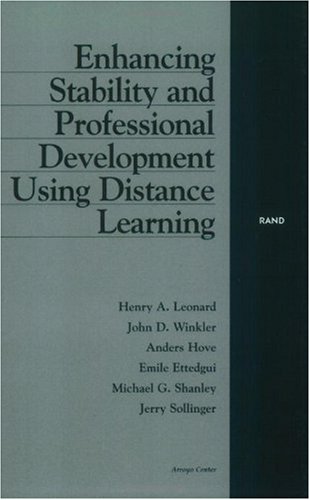 Enhancing
Stability and
Professional
Development
Using Distance
Learning
RAND
Henry A. Leonard
John D. Winkler
Anders Hove
Emile Ettedgui
Michael G. Shanley
Jerry Sollinger
Arroyo Center